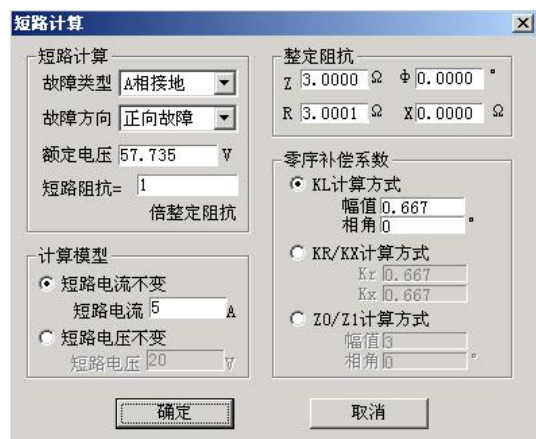 短路计算
短路计算
故障类型 A相接地
故障方向 正向故障
额定电压 57.735 V
短路阻抗= 1
倍整定阻抗
计算模型
短路电流不变
短路电流 5 A
短路电压不变
短路电压 20 V
整定阻抗
Z 3.0000 Ω Φ 0.0000 °
R 3.0001 Ω X 0.0000 Ω
零序补偿系数
KL计算方式
幅值 0.667
相角 0 °
KR/KX计算方式
Kr 0.667
Kx 0.667
Z0/Z1计算方式
幅值 3
相角 0 °
确定
取消